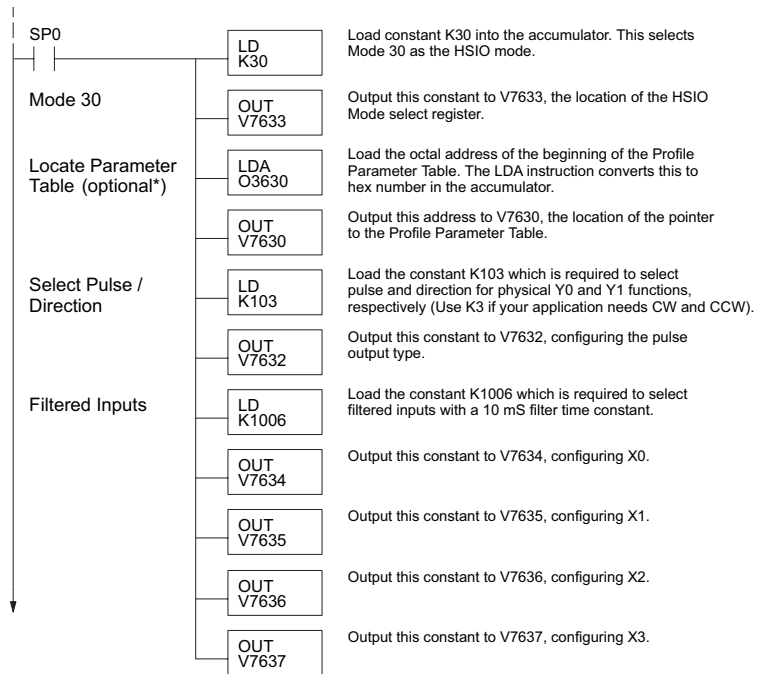 SP0
LD
K30
Load constant K30 into the accumulator. This selects
Mode 30 as the HSIO mode.
Mode 30
OUT
V7633
Output this constant to V7633, the location of the HSIO
Mode select register.
Locate Parameter
Table (optional*)
LDA
O3630
Load the octal address of the beginning of the Profile
Parameter Table. The LDA instruction converts this to
hex number in the accumulator.
OUT
V7630
Output this address to V7630, the location of the pointer
to the Profile Parameter Table.
Select Pulse /
Direction
LD
K103
Load the constant K103 which is required to select
pulse and direction for physical Y0 and Y1 functions,
respectively (Use K3 if your application needs CW and CCW).
OUT
V7632
Output this constant to V7632, configuring the pulse
output type.
Filtered Inputs
LD
K1006
Load the constant K1006 which is required to select
filtered inputs with a 10 mS filter time constant.
OUT
V7634
Output this constant to V7634, configuring X0.
OUT
V7635
Output this constant to V7635, configuring X1.
OUT
V7636
Output this constant to V7636, configuring X2.
OUT
V7637
Output this constant to V7637, configuring X3.